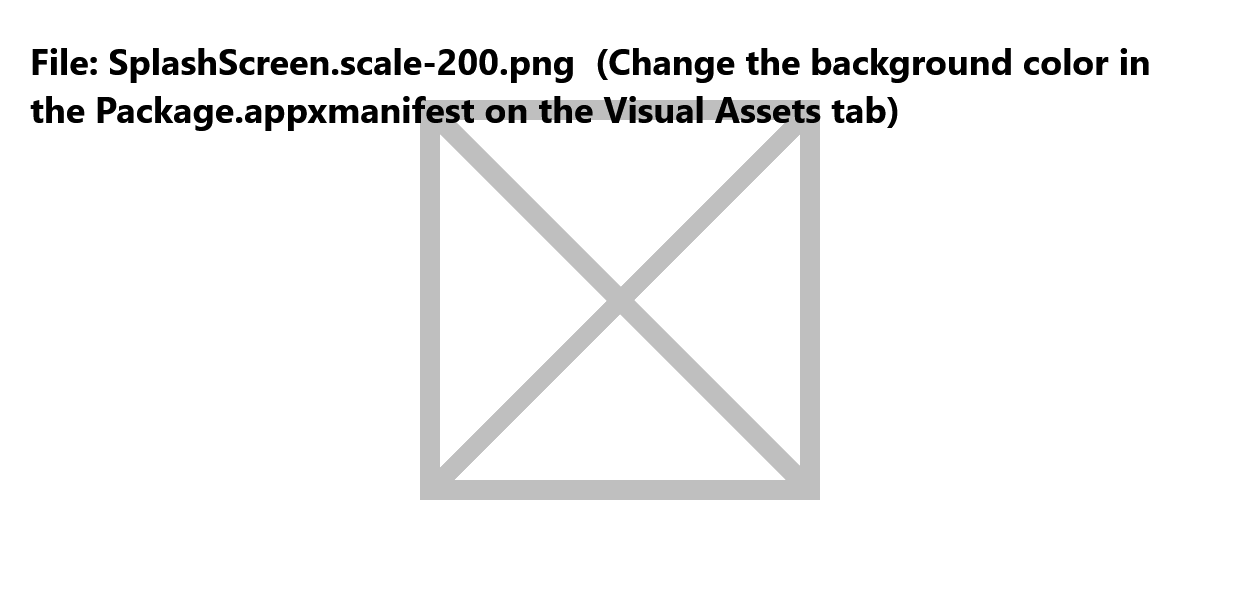 File: SplashScreen.scale-200.png  (Change the background color in
the Package.appxmanifest on the Visual Assets tab)